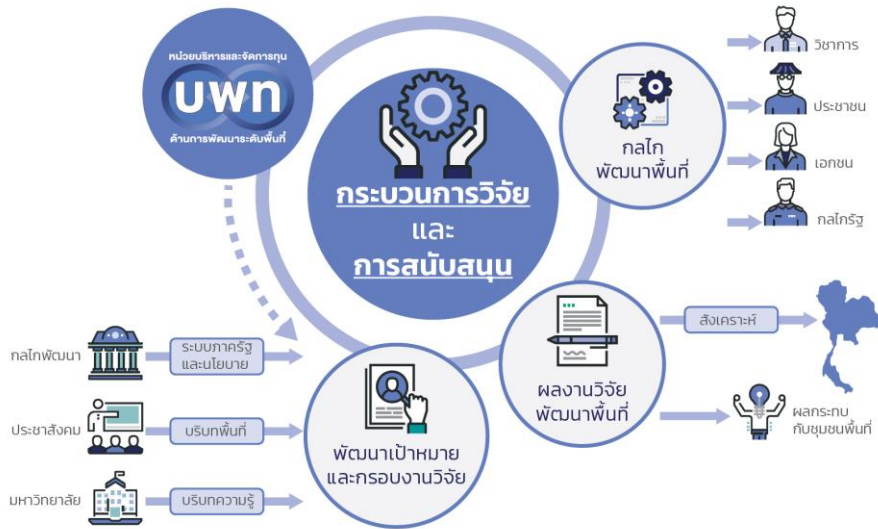 หน่วยบริหารและจัดการทุน
บพท
ด้านการพัฒนาระดับพื้นที่
กระบวนการวิจัย
และ
การสนับสนุน
กลไก
พัฒนาพื้นที่
วิชาการ
ประชาชน
เอกชน
กลไกรัฐ
ผลงานวิจัย
พัฒนาพื้นที่
สังเคราะห์
ผลกระทบ
กับชุมชนพื้นที่
พัฒนาเป้าหมาย
และกรอบงานวิจัย
กลไกพัฒนา
ระบบภาครัฐ
และนโยบาย
ประชาสังคม
บริบทพื้นที่
มหาวิทยาลัย
บริบทความรู้